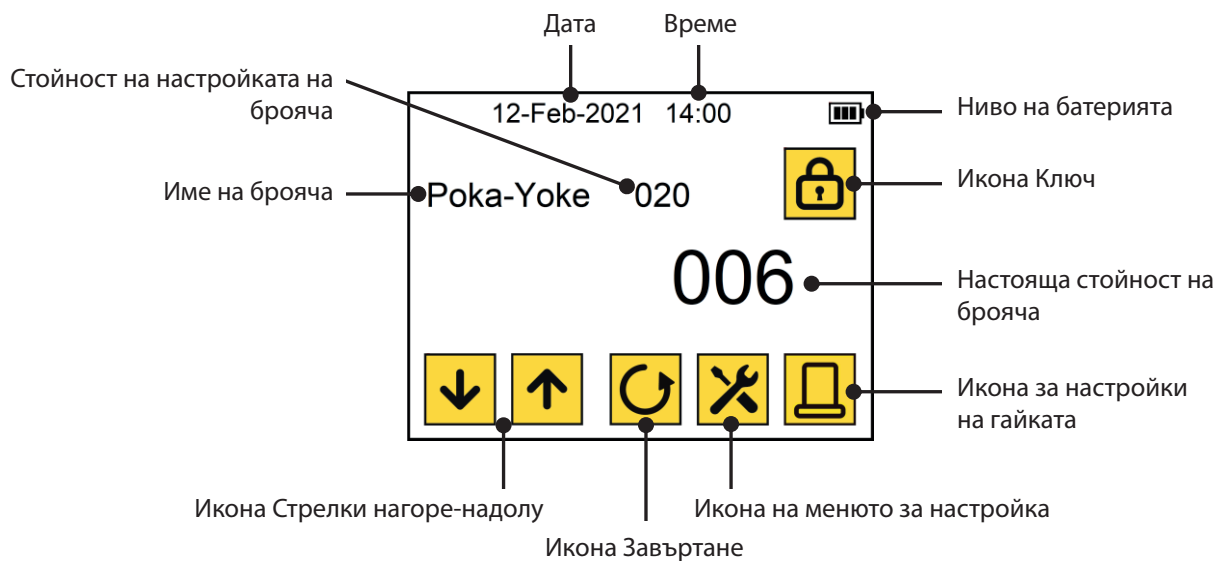 Дата
Време
Стойност на настройката на
брояча
12-Feb-2021 14:00
Ниво на батерията
Име на брояча
Poka-Yoke 020
Икона Ключ
006
Настояща стойност на
брояча
Икона за настройки
на гайката
Икона Стрелки нагоре-надолу
Икона на менюто за настройка
Икона Завъртане